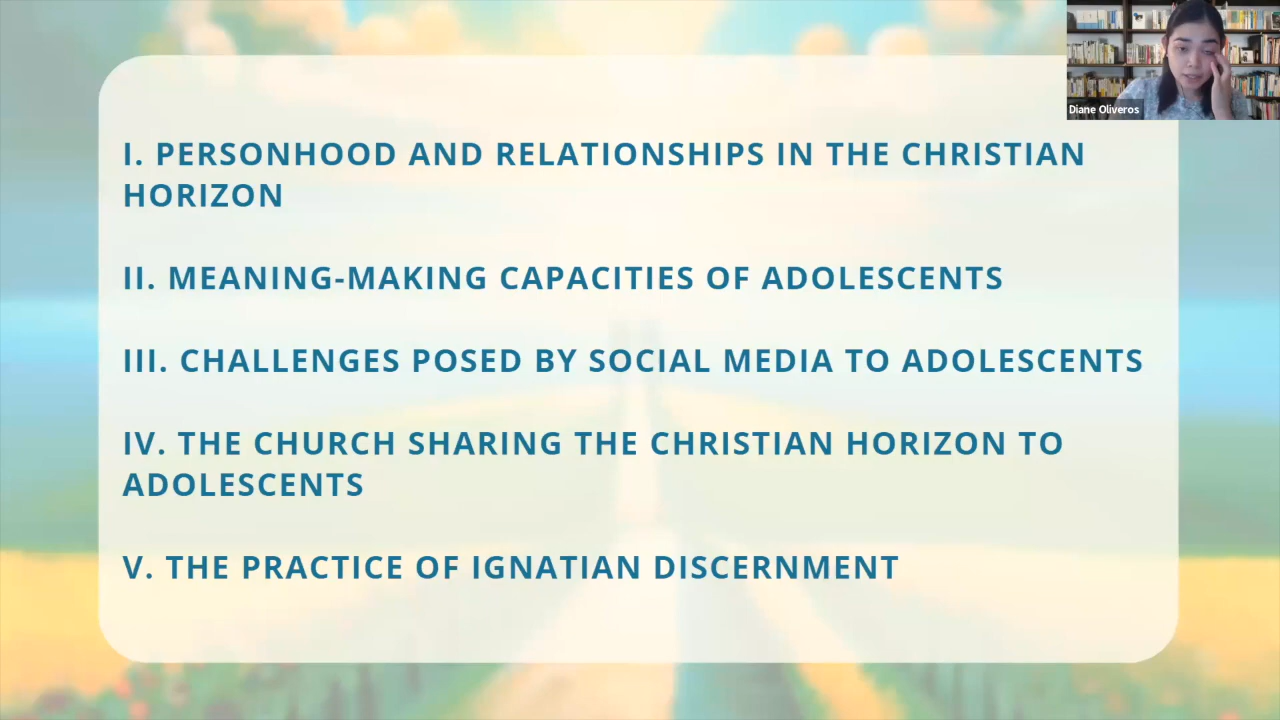 Diane Oliveros
I. PERSONHOOD AND RELATIONSHIPS IN THE CHRISTIAN
HORIZON
II. MEANING-MAKING CAPACITIES OF ADOLESCENTS
III. CHALLENGES POSED BY SOCIAL MEDIA TO ADOLESCENTS
IV. THE CHURCH SHARING THE CHRISTIAN HORIZON TO
ADOLESCENTS
V. THE PRACTICE OF IGNATIAN DISCERNMENT